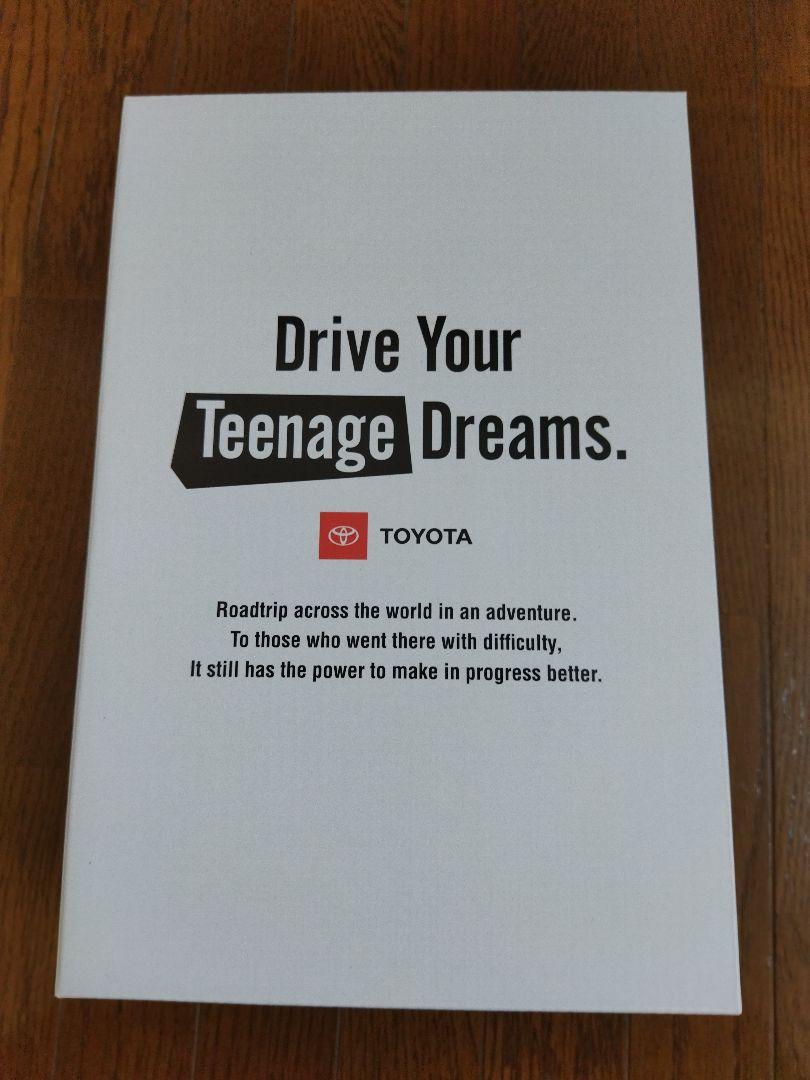 Drive Your
Teenage Dreams.
TOYOTA
Roadtrip across the world in an adventure.
To those who went there with difficulty,
It still has the power to make in progress better.